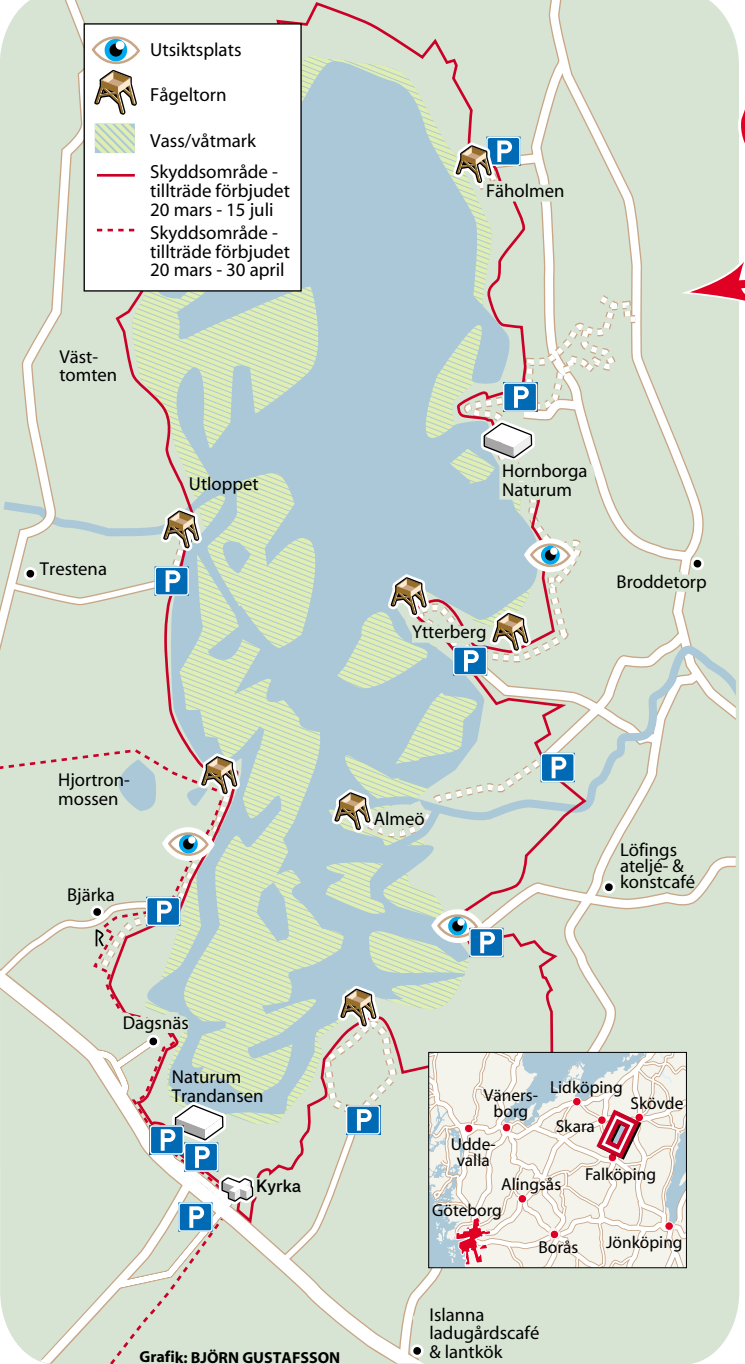 Utsiktsplats
Fågeltorn
Vass/våtmark
Skyddsområde -
tillträde förbjudet
20 mars - 15 juli
Skyddsområde -
tillträde förbjudet
20 mars - 30 april
P
Fäholmen
Väst-
tomten
P
Hornborga
Naturum
Utloppet
Trestena
P
Broddetorp
Ytterberg
P
P
Hjortron-
mossen
Almeö
Löfings
ateljé- &
konstcafé
Bjärka
P
R
P
Dagsnäs
Naturum
Trandansen
P
P
P
Kyrka
P
Lidköping
Väners-
borg
Skövde
Skara
Udde-
valla
Falköping
Alingsås
Göteborg
Borås
Jönköping
Islanna
ladugårdscafé
& lantkök
Grafik: BJÖRN GUSTAFSSON